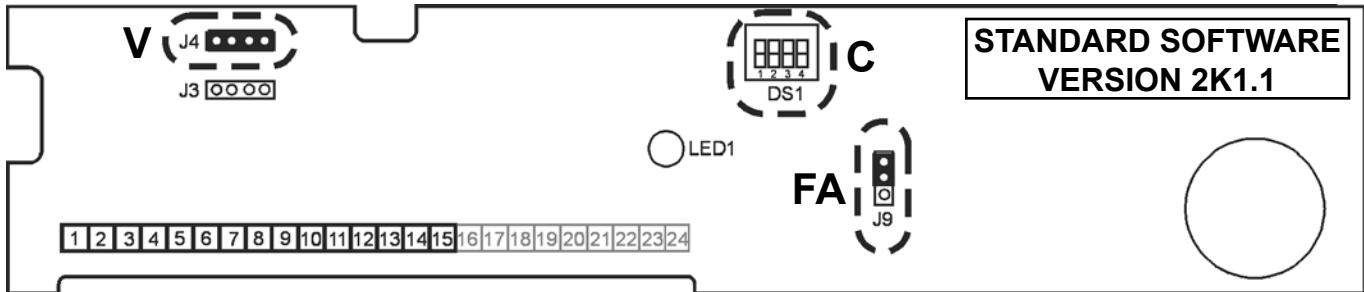 V
J4
J3
1 2 3 4
DS1
C
STANDARD SOFTWARE
VERSION 2K1.1
LED1
FA
J9
1 2 3 4 5 6 7 8 9 10 11 12 13 14 15 16 17 18 19 20 21 22 23 24